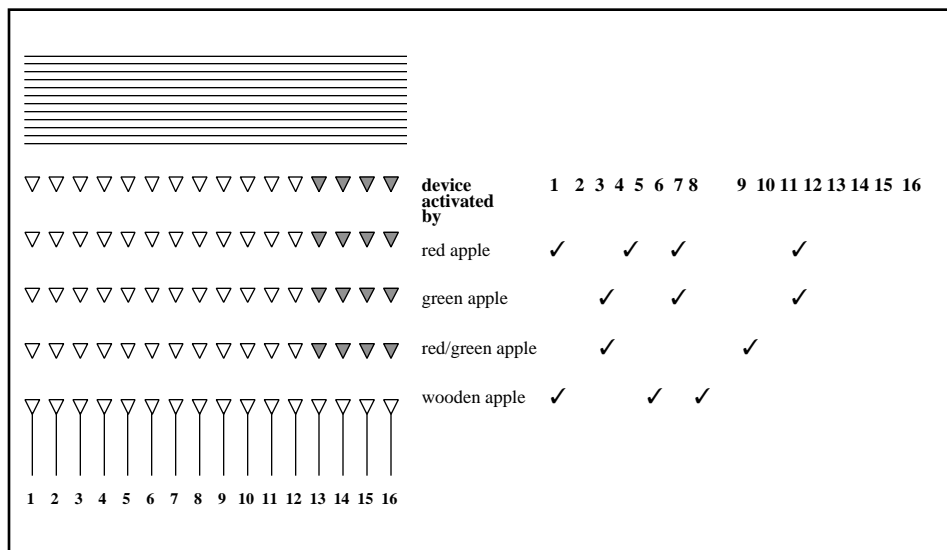 device 1 2 3 4 5 6 7 8 9 10 11 12 13 14 15 16
activated
by
red apple ✓ ✓ ✓ ✓
green apple ✓ ✓ ✓
red/green apple ✓ ✓
wooden apple ✓ ✓ ✓
1 2 3 4 5 6 7 8 9 10 11 12 13 14 15 16